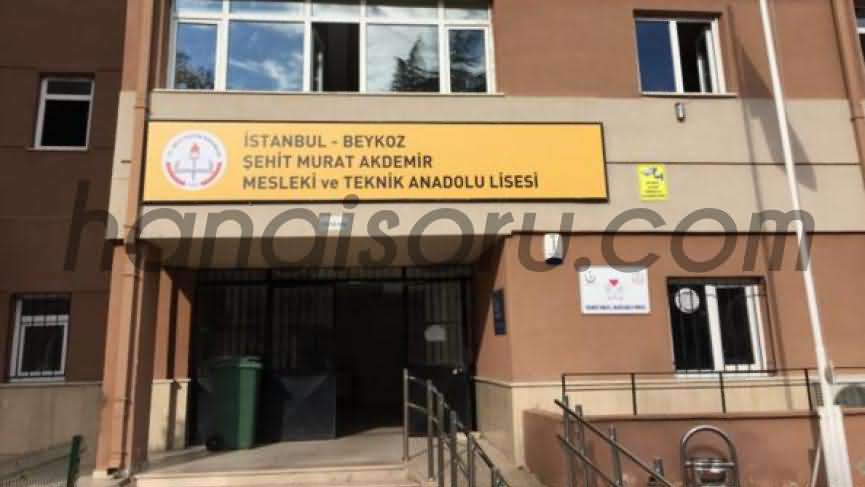 İSTANBUL - BEYKOZ
ŞEHİT MURAT AKDEMİR
MESLEKİ ve TEKNİK ANADOLU LİSESİ
hangisoru.com